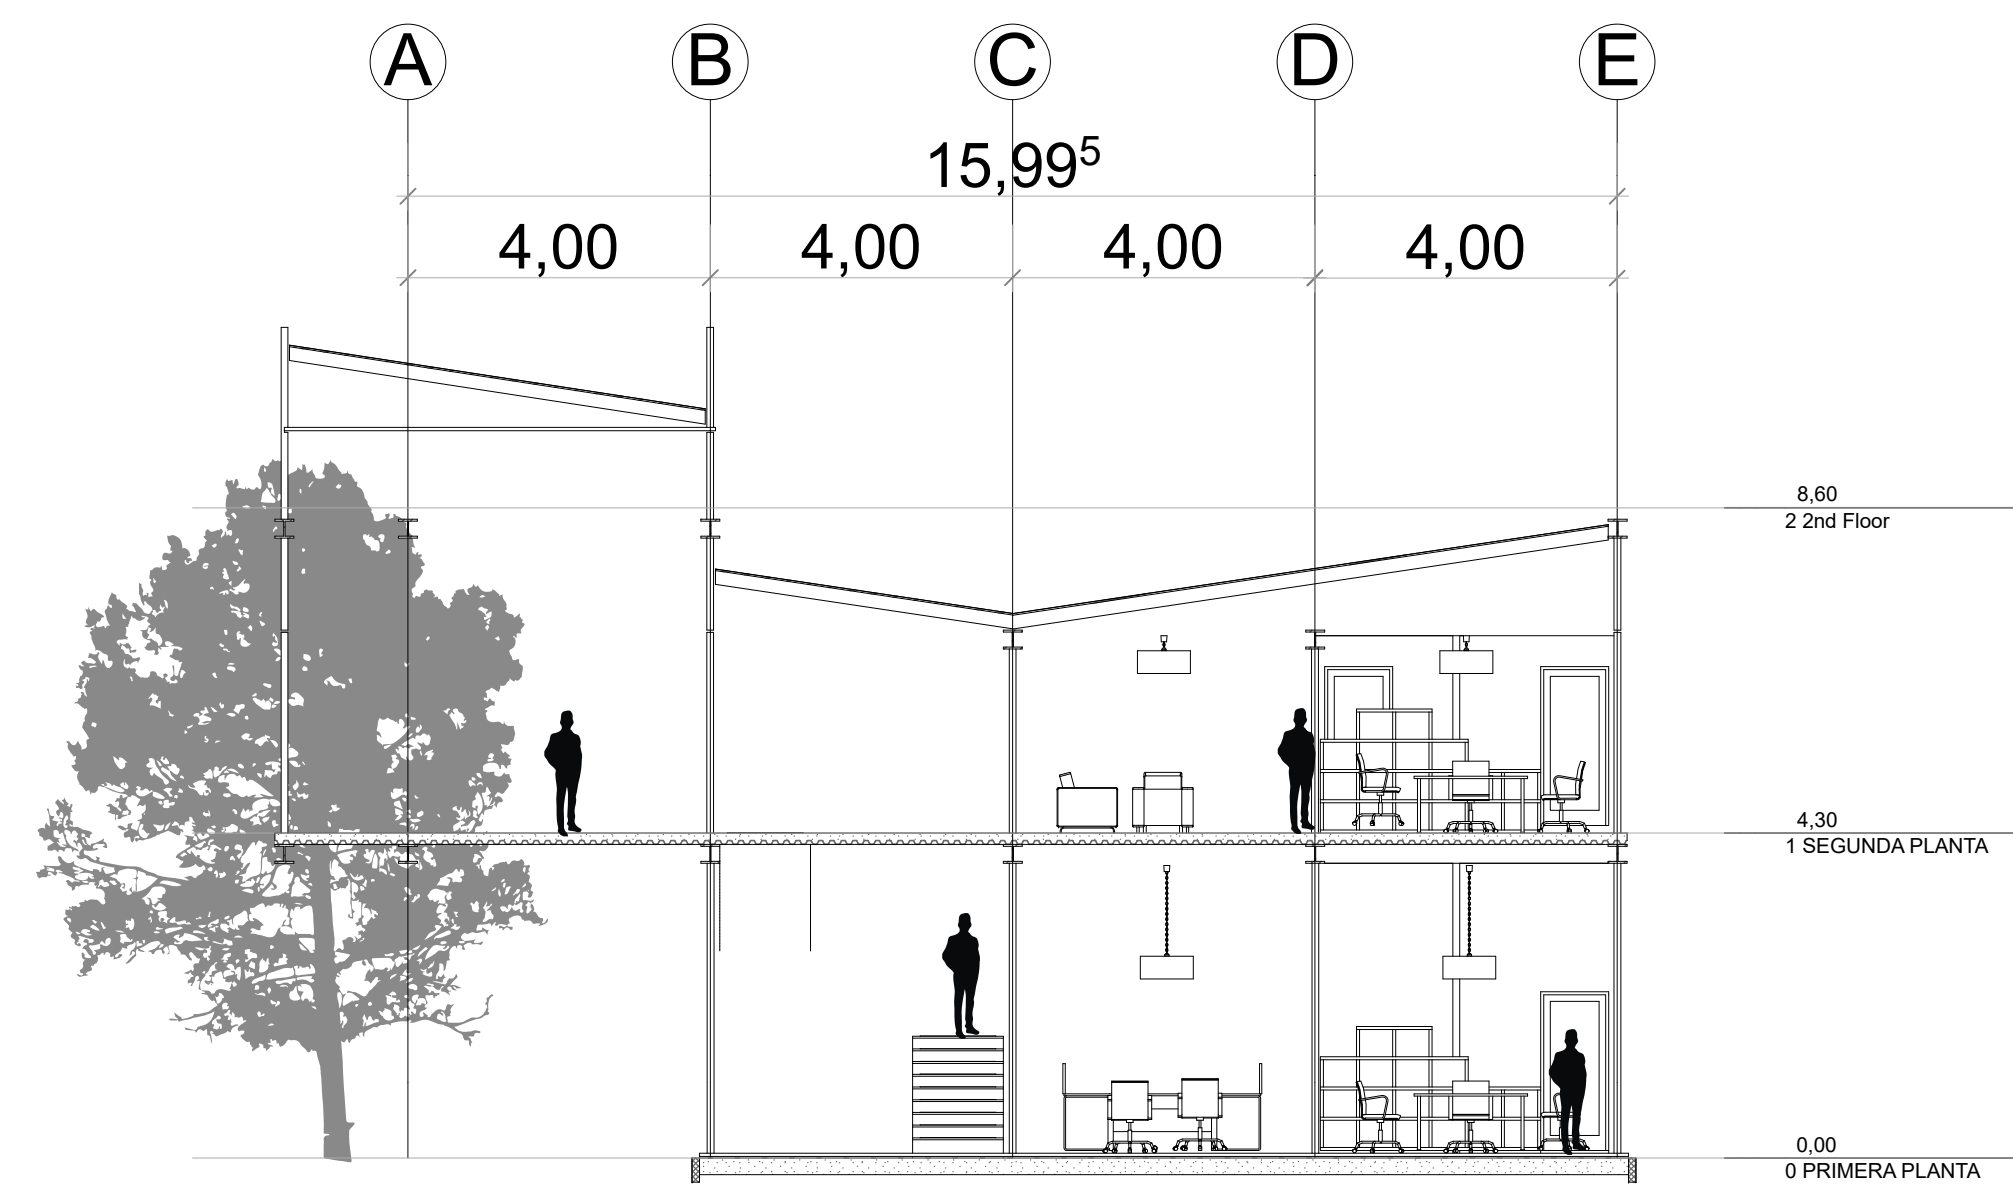 A B C D E
15,99⁵
4,00 4,00 4,00 4,00
8,60
2 2nd Floor
4,30
1 SEGUNDA PLANTA
0,00
0 PRIMERA PLANTA